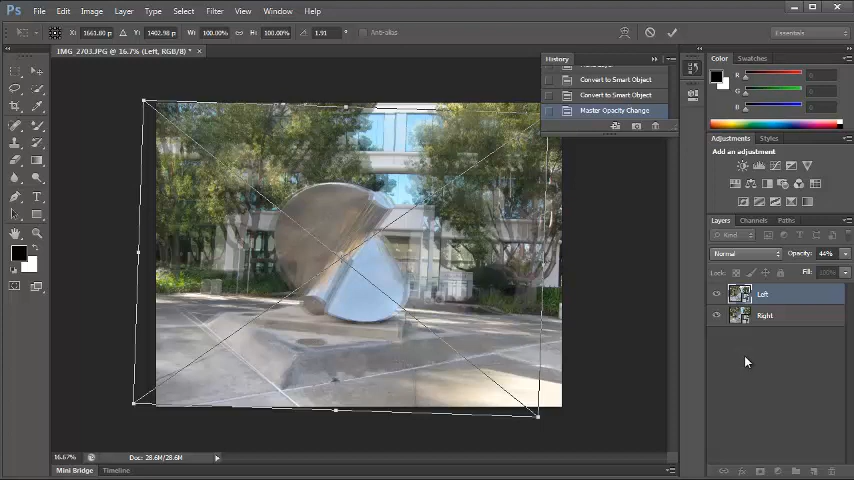 Ps File Edit Image Layer Type Select Filter View Window Help
X: 1661.80 p Y: 1402.98 p W: 100.00% H: 100.00% 1.91 ° Anti-alias Essentials
IMG_2703.JPG @ 16.7% (Left, RGB/8) * ×
History
Convert to Smart Object
Convert to Smart Object
Master Opacity Change
Color Swatches
R 0
G 0
B 0
Adjustments Styles
Add an adjustment
Layers Channels Paths
Kind
Normal Opacity: 44%
Lock: Fill: 100%
Left
Right
16.67% Doc: 28.6M/28.6M
Mini Bridge Timeline